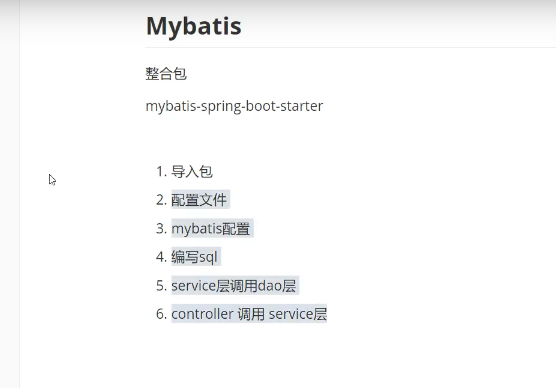 Mybatis
整合包
mybatis-spring-boot-starter
1. 导入包
2. 配置文件
3. mybatis配置
4. 编写sql
5. service层调用dao层
6. controller 调用 service层